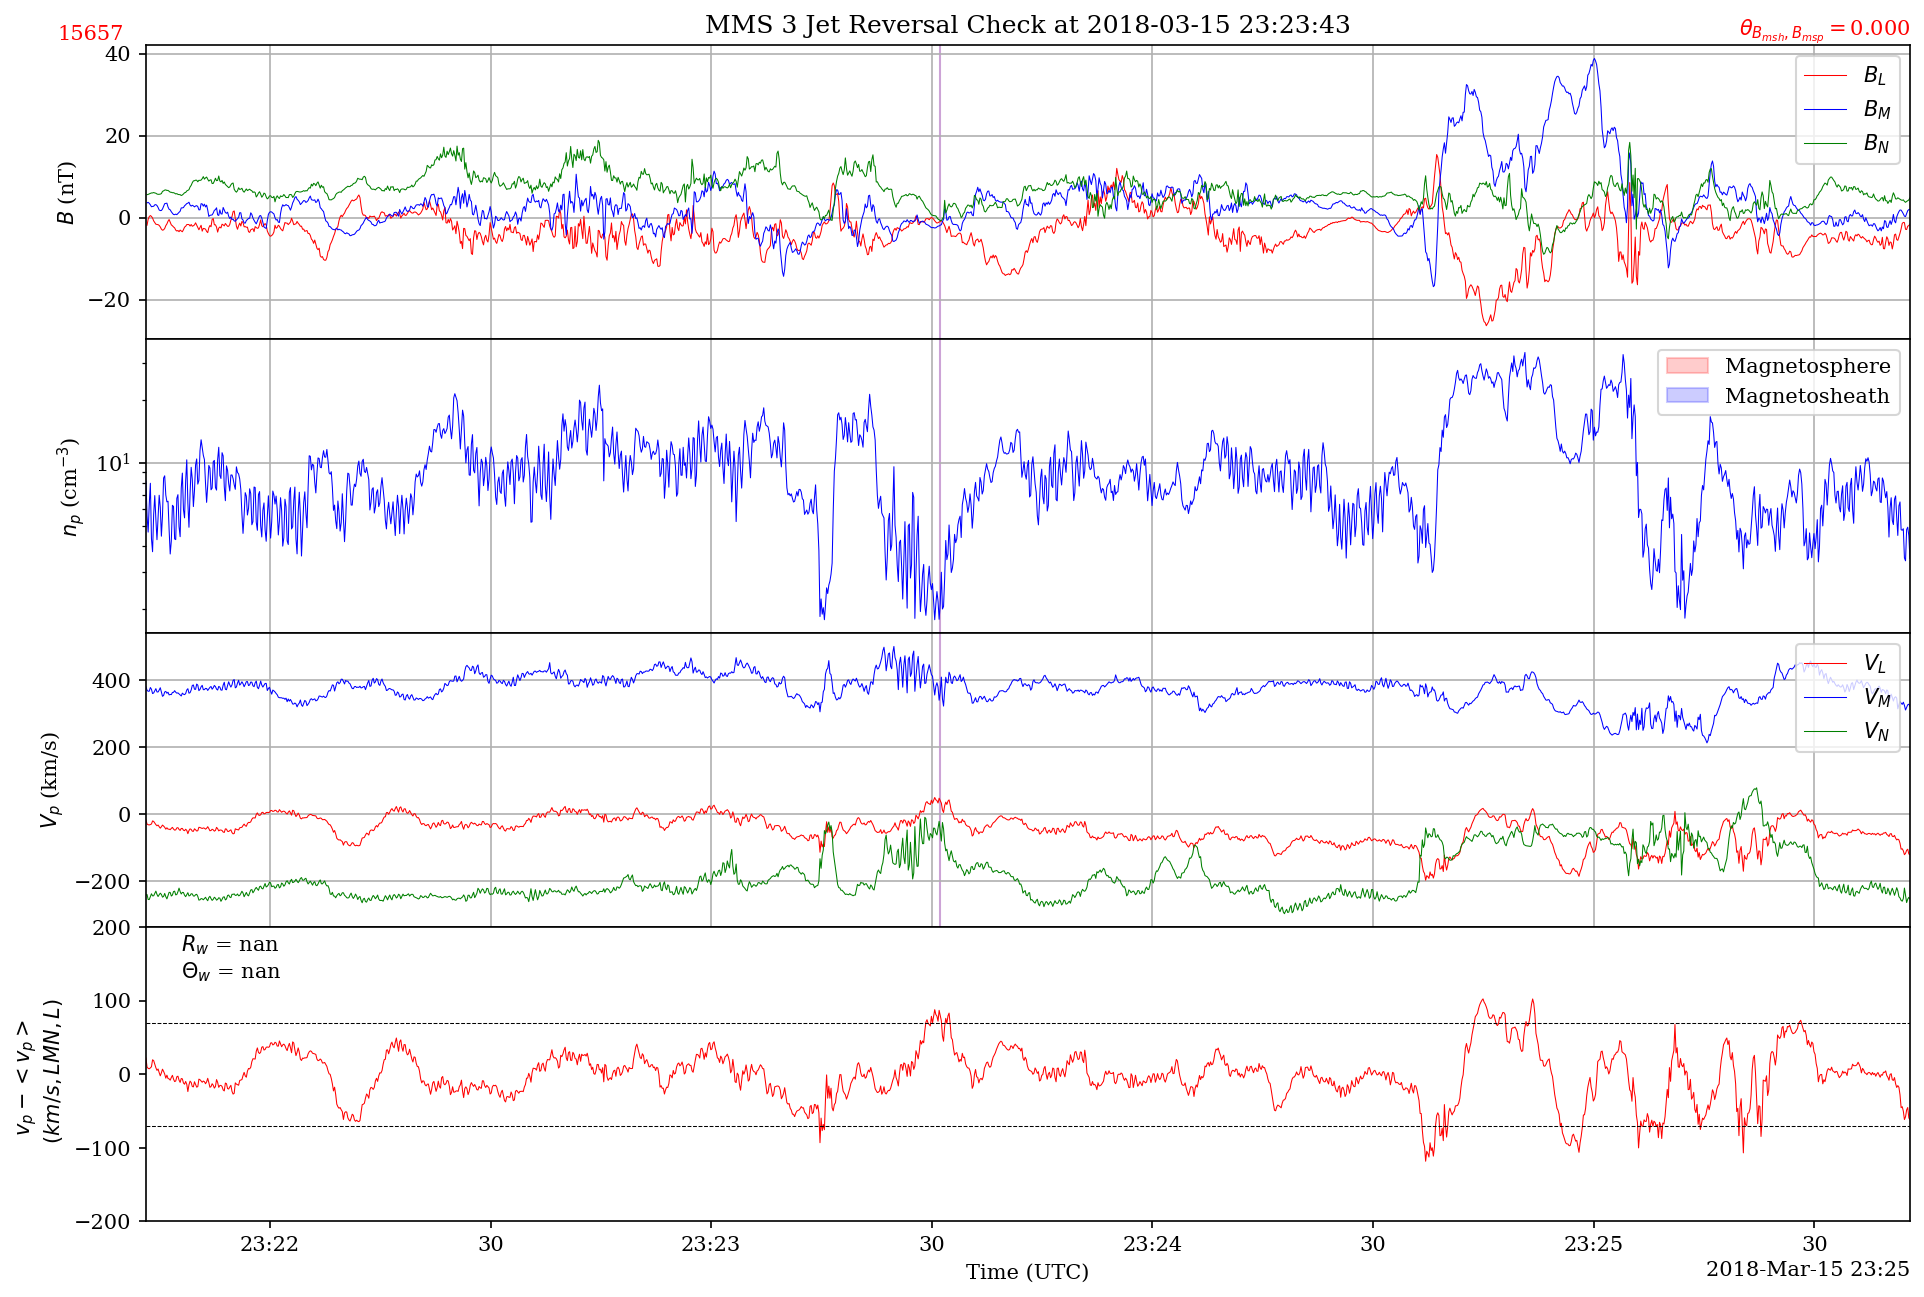 MMS 3 Jet Reversal Check at 2018-03-15 23:23:43
15657
θ_{B_{msh}, B_{msp}} = 0.000
40
20
0
−20
B (nT)
B_L
B_M
B_N
10^1
n_p (cm^{−3})
Magnetosphere
Magnetosheath
400
200
0
−200
V_p (km/s)
V_L
V_M
V_N
200
100
0
−100
−200
v_p − < v_p >
(km/s, LMN, L)
R_w = nan
Θ_w = nan
23:22
30
23:23
30
23:24
30
23:25
30
Time (UTC)
2018-Mar-15 23:25